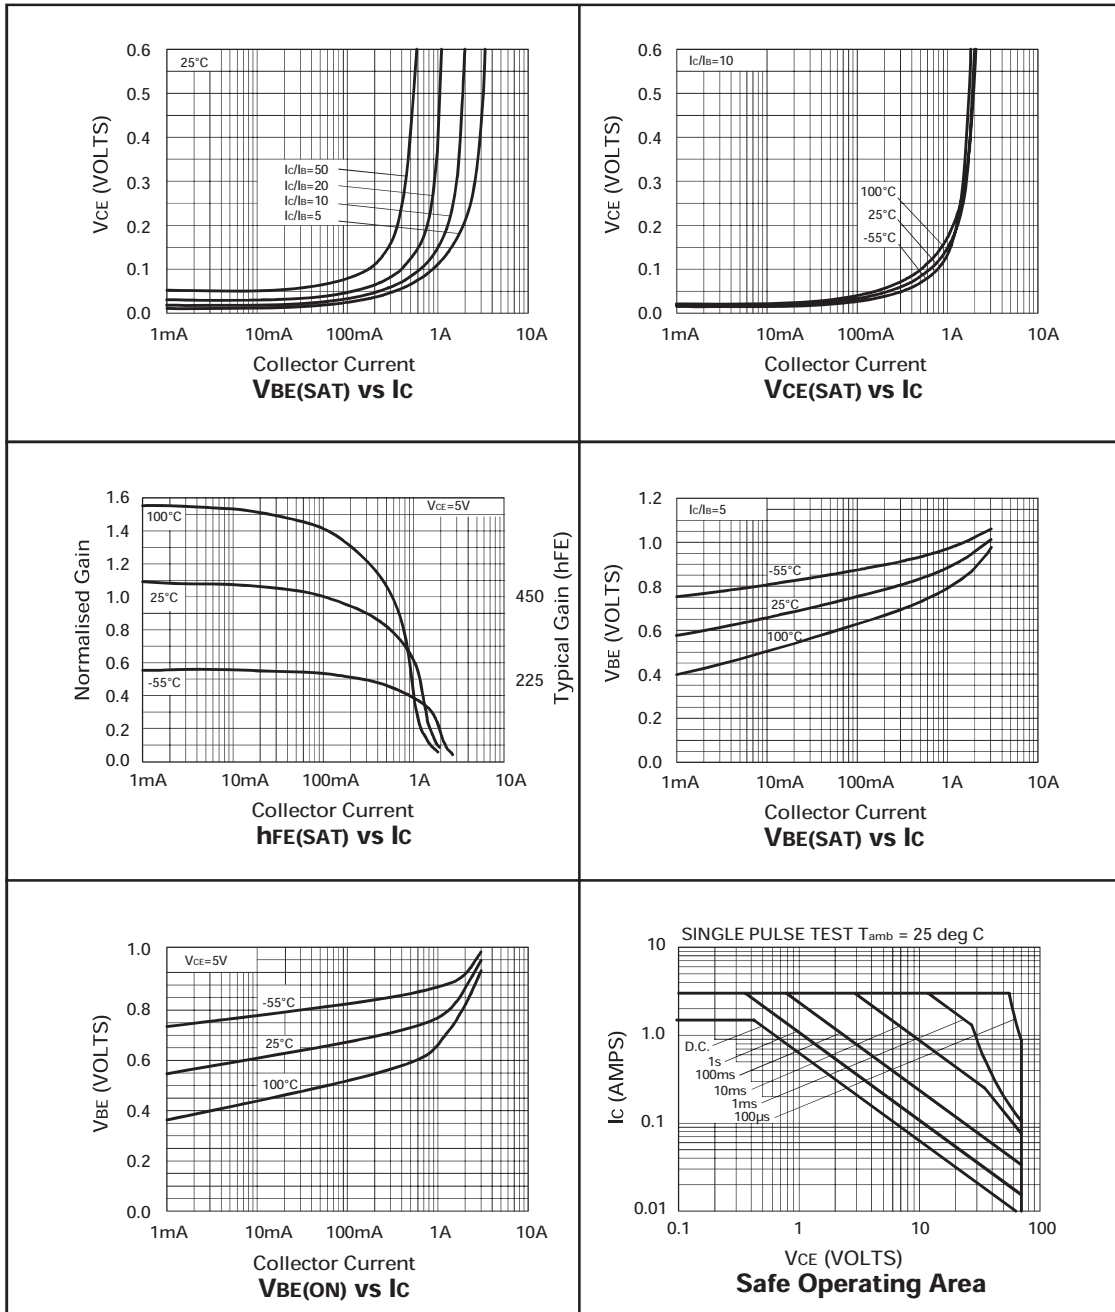 0.6
0.5
0.4
0.3
0.2
0.1
0.0
VCE (VOLTS)
25°C
IC/IB=50
IC/IB=20
IC/IB=10
IC/IB=5
1mA 10mA 100mA 1A 10A
Collector Current
VBE(SAT) vs IC
0.6
0.5
0.4
0.3
0.2
0.1
0.0
VCE (VOLTS)
IC/IB=10
100°C
25°C
-55°C
1mA 10mA 100mA 1A 10A
Collector Current
VCE(SAT) vs IC
1.6
1.4
1.2
1.0
0.8
0.6
0.4
0.2
0.0
Normalised Gain
VCE=5V
100°C
25°C
-55°C
450
225
Typical Gain (hFE)
1mA 10mA 100mA 1A 10A
Collector Current
hFE(SAT) vs IC
1.2
1.0
0.8
0.6
0.4
0.2
0.0
VBE (VOLTS)
IC/IB=5
-55°C
25°C
100°C
1mA 10mA 100mA 1A 10A
Collector Current
VBE(SAT) vs IC
1.0
0.8
0.6
0.4
0.2
0.0
VBE (VOLTS)
VCE=5V
-55°C
25°C
100°C
1mA 10mA 100mA 1A 10A
Collector Current
VBE(ON) vs IC
SINGLE PULSE TEST Tamb = 25 deg C
10
1.0
0.1
0.01
IC (AMPS)
D.C.
1s
100ms
10ms
1ms
100µs
0.1 1 10 100
VCE (VOLTS)
Safe Operating Area